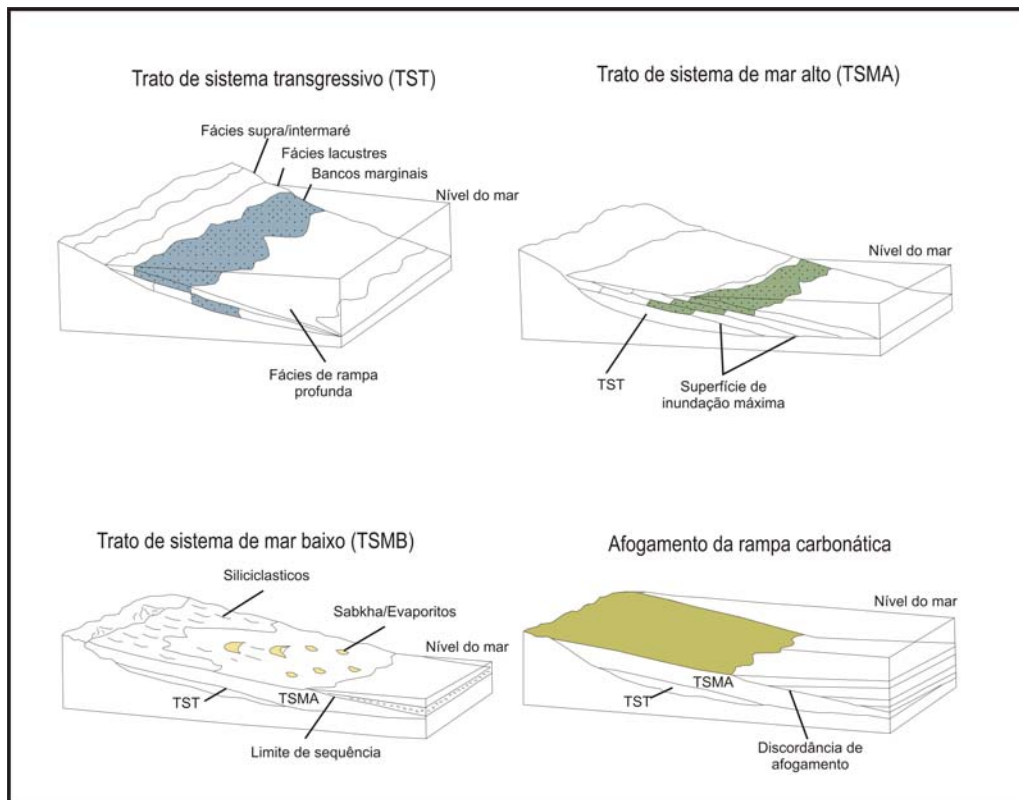 Trato de sistema transgressivo (TST)
Fácies supra/intermaré
Fácies lacustres
Bancos marginais
Nível do mar
Fácies de rampa
profunda
Trato de sistema de mar alto (TSMA)
Nível do mar
TST
Superfície de
inundação máxima
Trato de sistema de mar baixo (TSMB)
Siliciclasticos
Sabkha/Evaporitos
Nível do mar
TST
TSMA
Limite de sequência
Afogamento da rampa carbonática
Nível do mar
TSMA
TST
Discordância de
afogamento